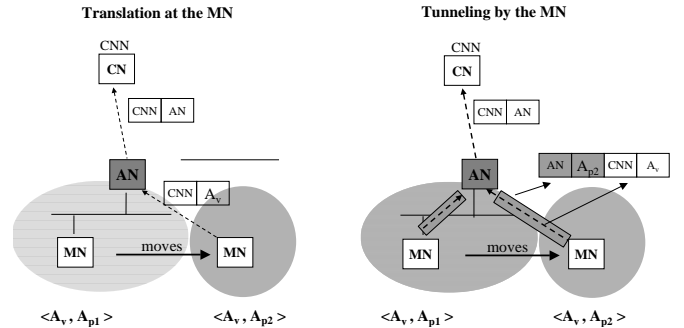 Translation at the MN
CNN
CN
CNN AN
AN
CNN Av
MN
moves
MN
<Av , Ap1 >
<Av , Ap2 >
Tunneling by the MN
CNN
CN
CNN AN
AN
AN Ap2 CNN Av
MN
moves
MN
<Av , Ap1 >
<Av , Ap2 >